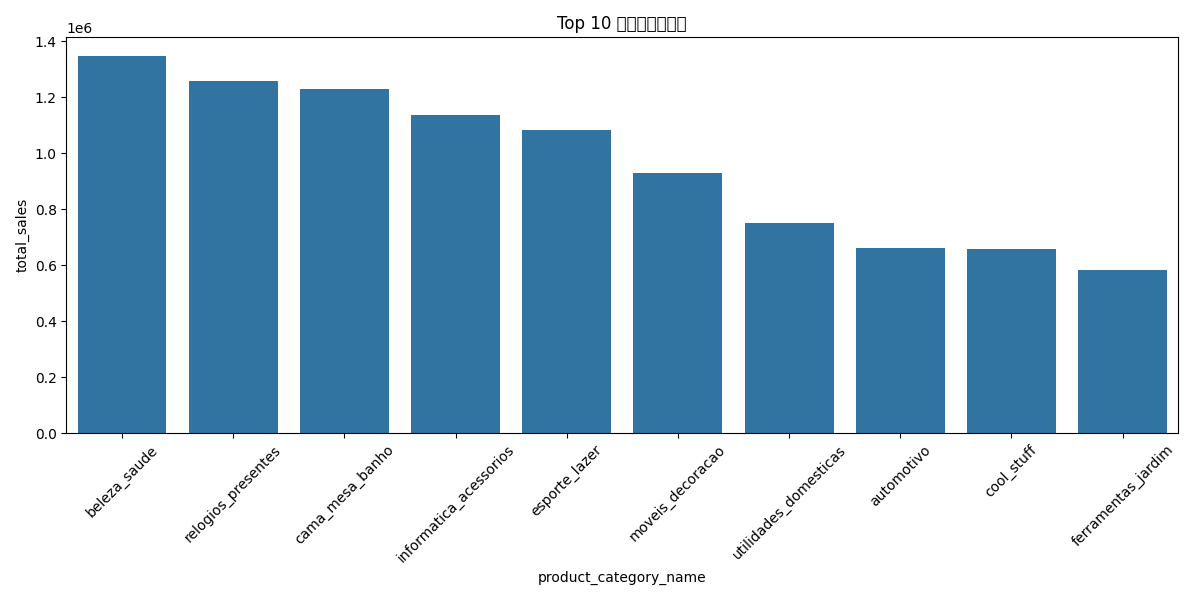 Top 10
1e6
1.4
1.2
1.0
0.8
0.6
0.4
0.2
0.0
total_sales
beleza_saude
relogios_presentes
cama_mesa_banho
informatica_acessorios
esporte_lazer
moveis_decoracao
utilidades_domesticas
automotivo
cool_stuff
ferramentas_jardim
product_category_name